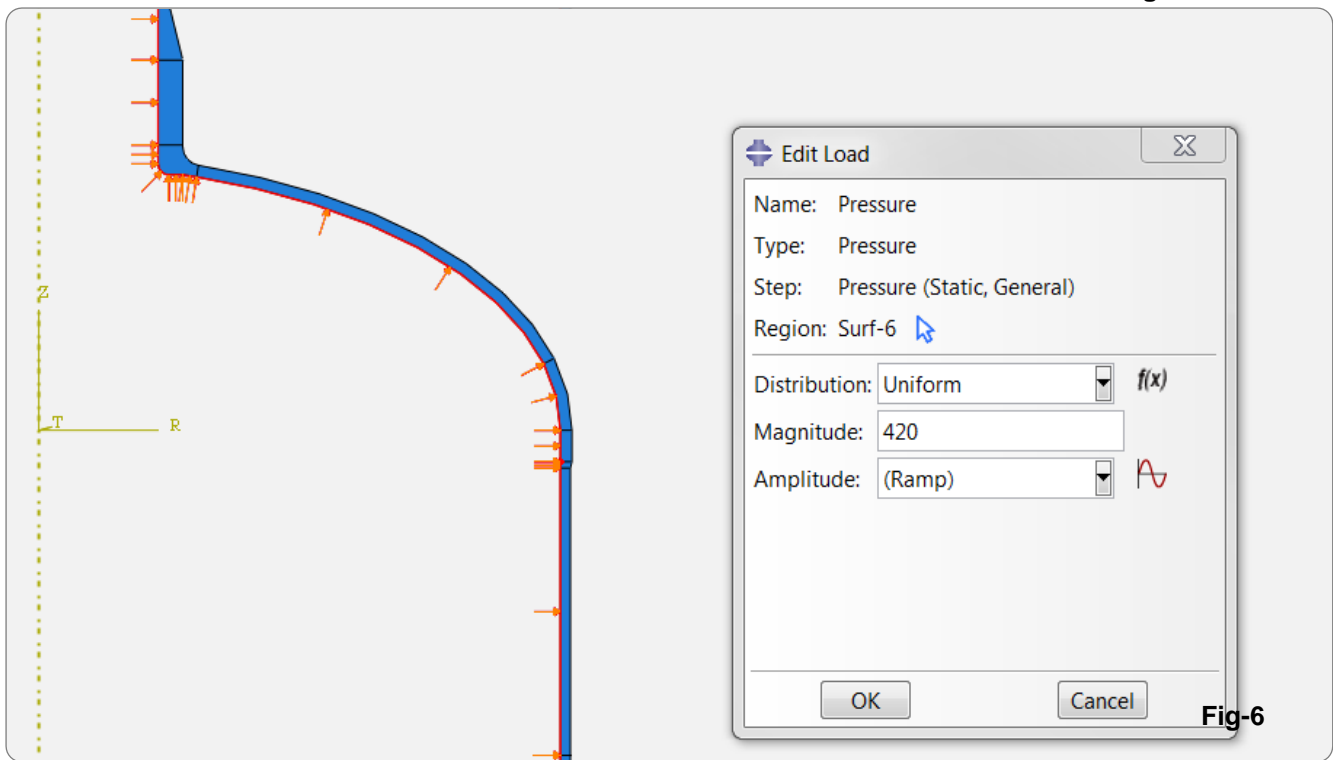 Z
T
R
Edit Load
Name: Pressure
Type: Pressure
Step: Pressure (Static, General)
Region: Surf-6
Distribution: Uniform f(x)
Magnitude: 420
Amplitude: (Ramp)
OK Cancel
Fig-6